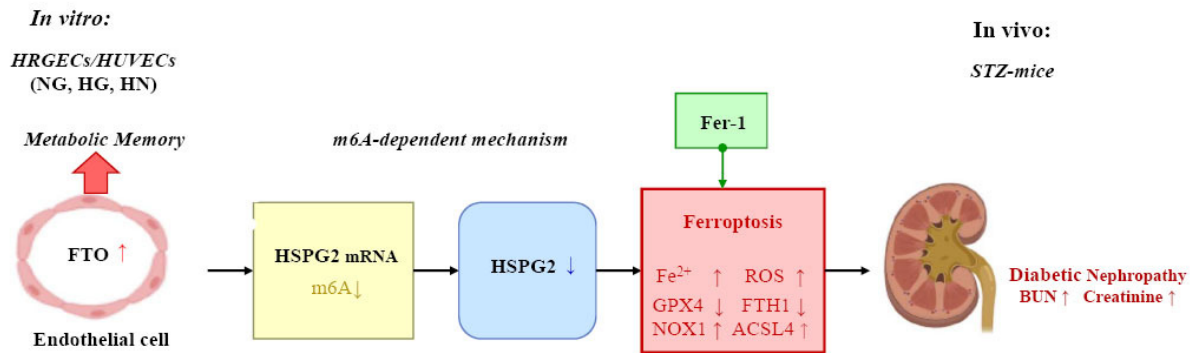 In vitro:
HRGECs/HUVECs
(NG, HG, HN)
Metabolic Memory
FTO ↑
Endothelial cell
m6A-dependent mechanism
HSPG2 mRNA
m6A↓
HSPG2 ↓
Fer-1
Ferroptosis
Fe²⁺ ↑ ROS ↑
GPX4 ↓ FTH1 ↓
NOX1 ↑ ACSL4 ↑
In vivo:
STZ-mice
Diabetic Nephropathy
BUN ↑ Creatinine ↑